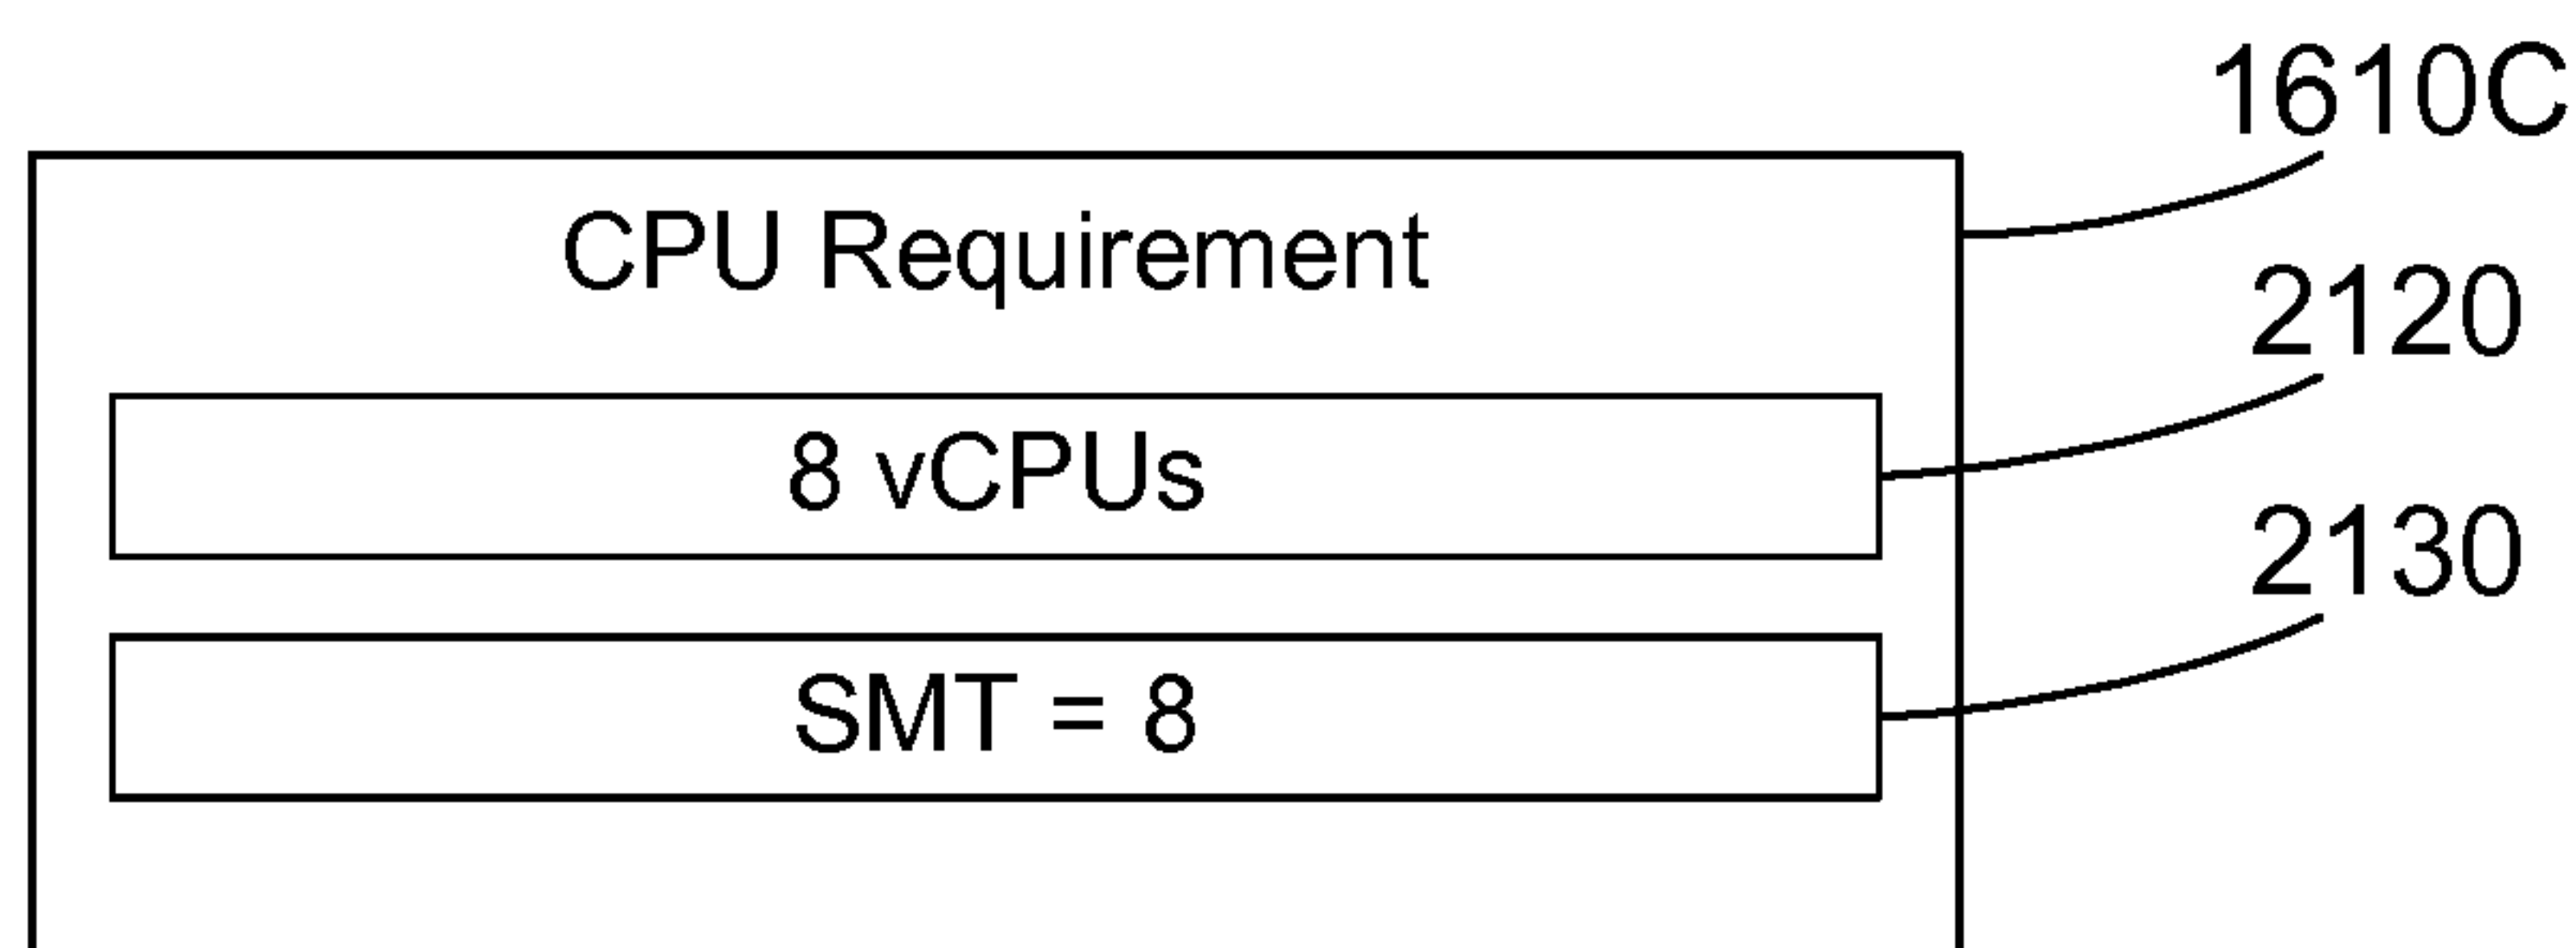 1610C
CPU Requirement
2120
8 vCPUs
2130
SMT = 8